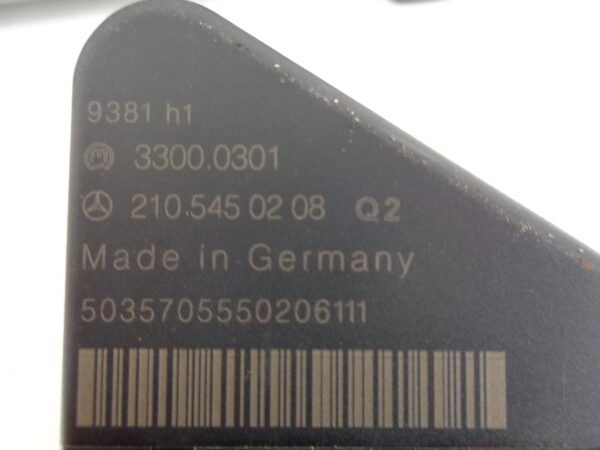 9381 h1
3300.0301
210.545 02 08 Q2
Made in Germany
5035705550206111